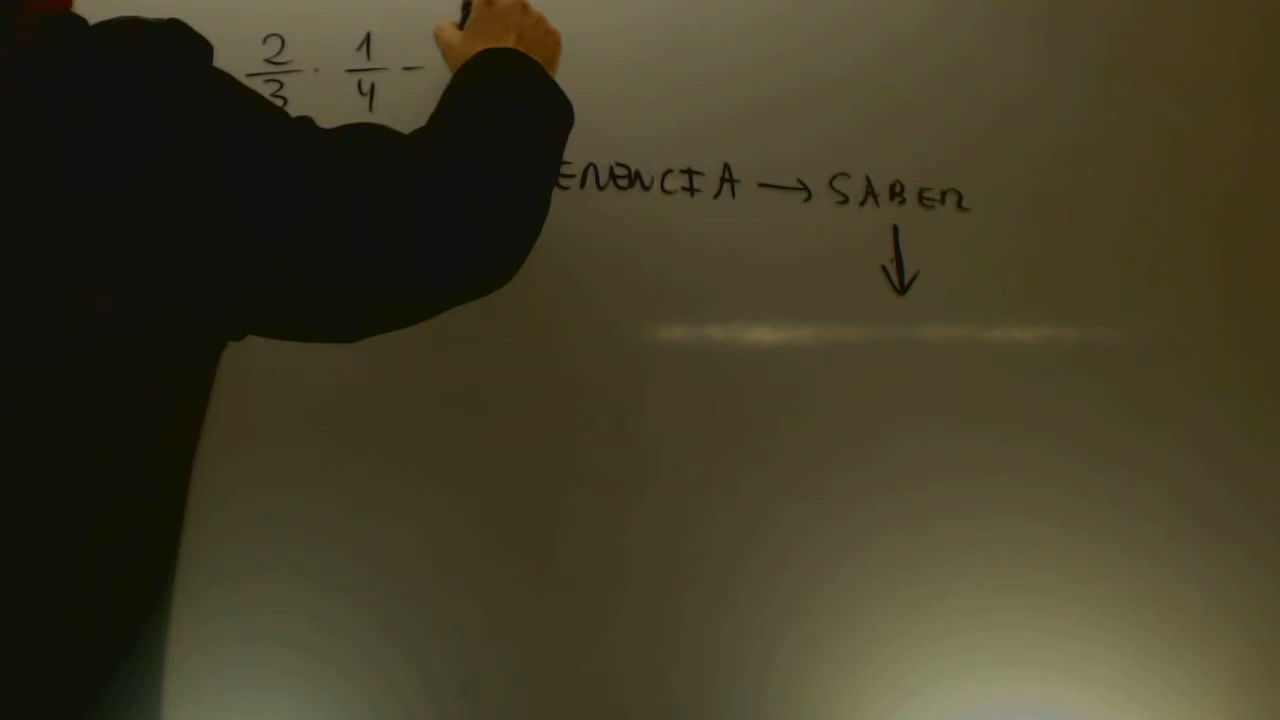 2/3 · 1/4 -
ENENCIA → SABER
↓